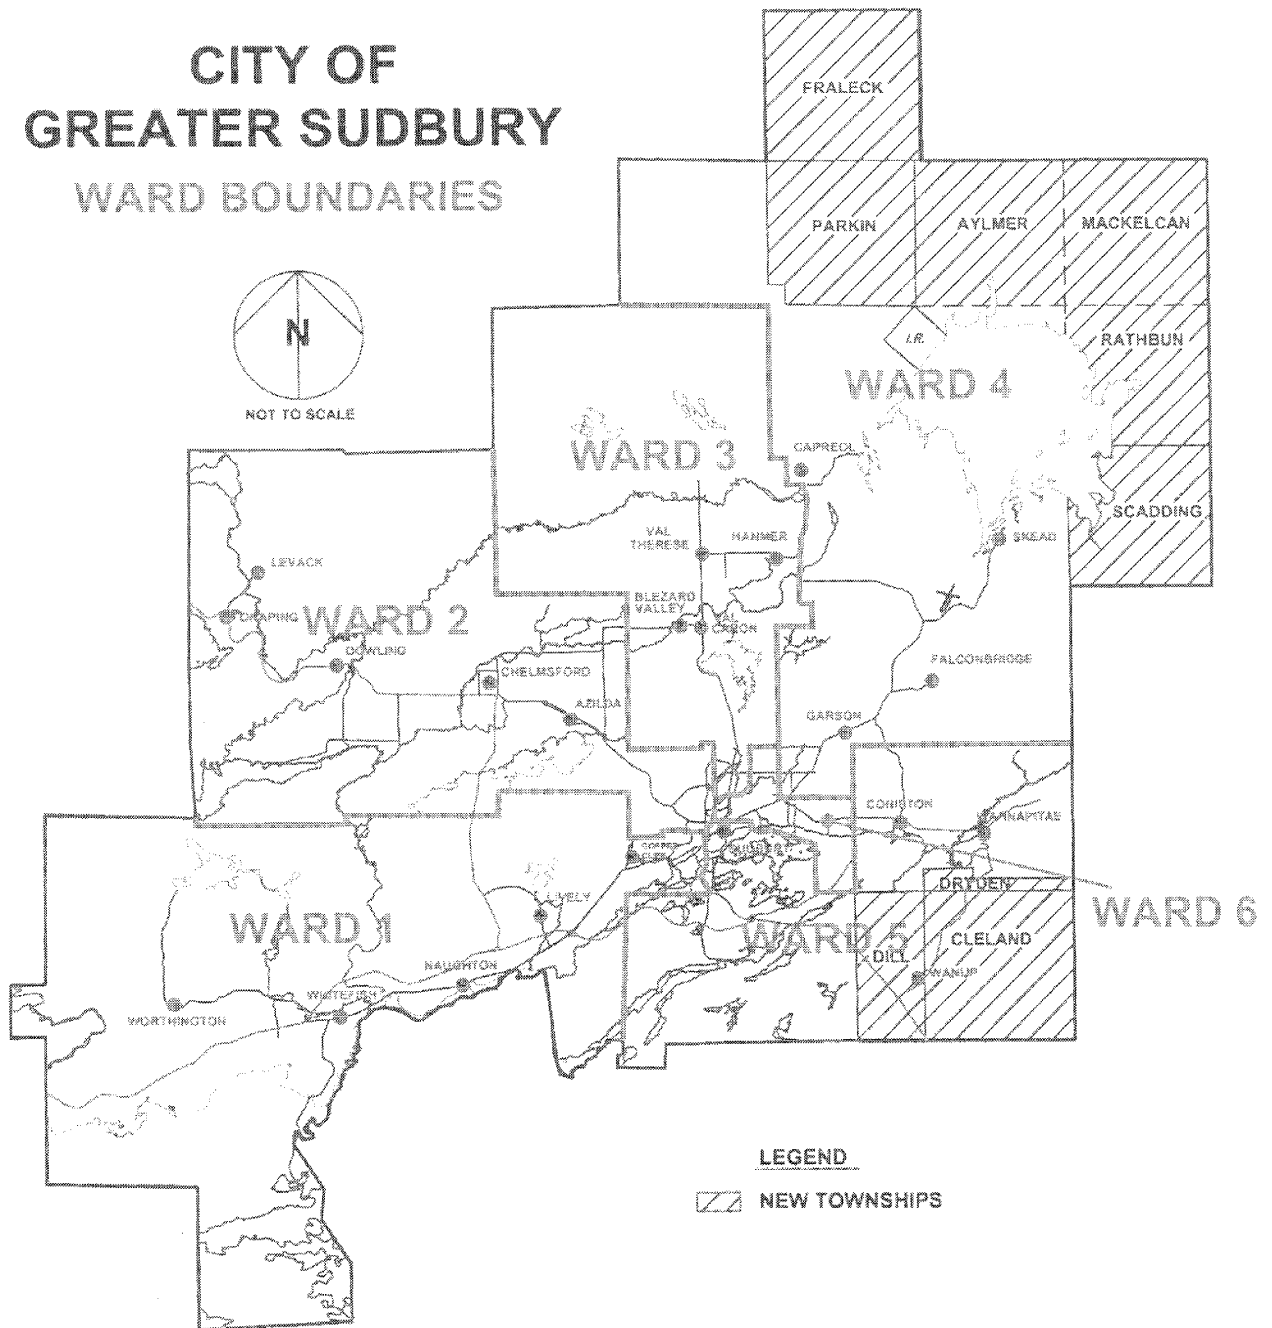 CITY OF
GREATER SUDBURY
WARD BOUNDARIES
FRALECK
PARKIN
AYLMER
MACKELCAN
N
NOT TO SCALE
I.R.
RATHBUN
WARD 4
WARD 3
CAPREOL
SCADDING
VAL
THERESE
HANMER
SKEAD
LEVACK
BLEZARD
VALLEY
WARD 2
DOWLING
CHELMSFORD
FALCONBRIDGE
AZILDA
GARSON
CONISTON
DRYDEN
LIVELY
WARD 6
WARD 1
WARD 5
CLELAND
DILL
WANUP
NAUGHTON
WHITEFISH
WORTHINGTON
LEGEND
NEW TOWNSHIPS